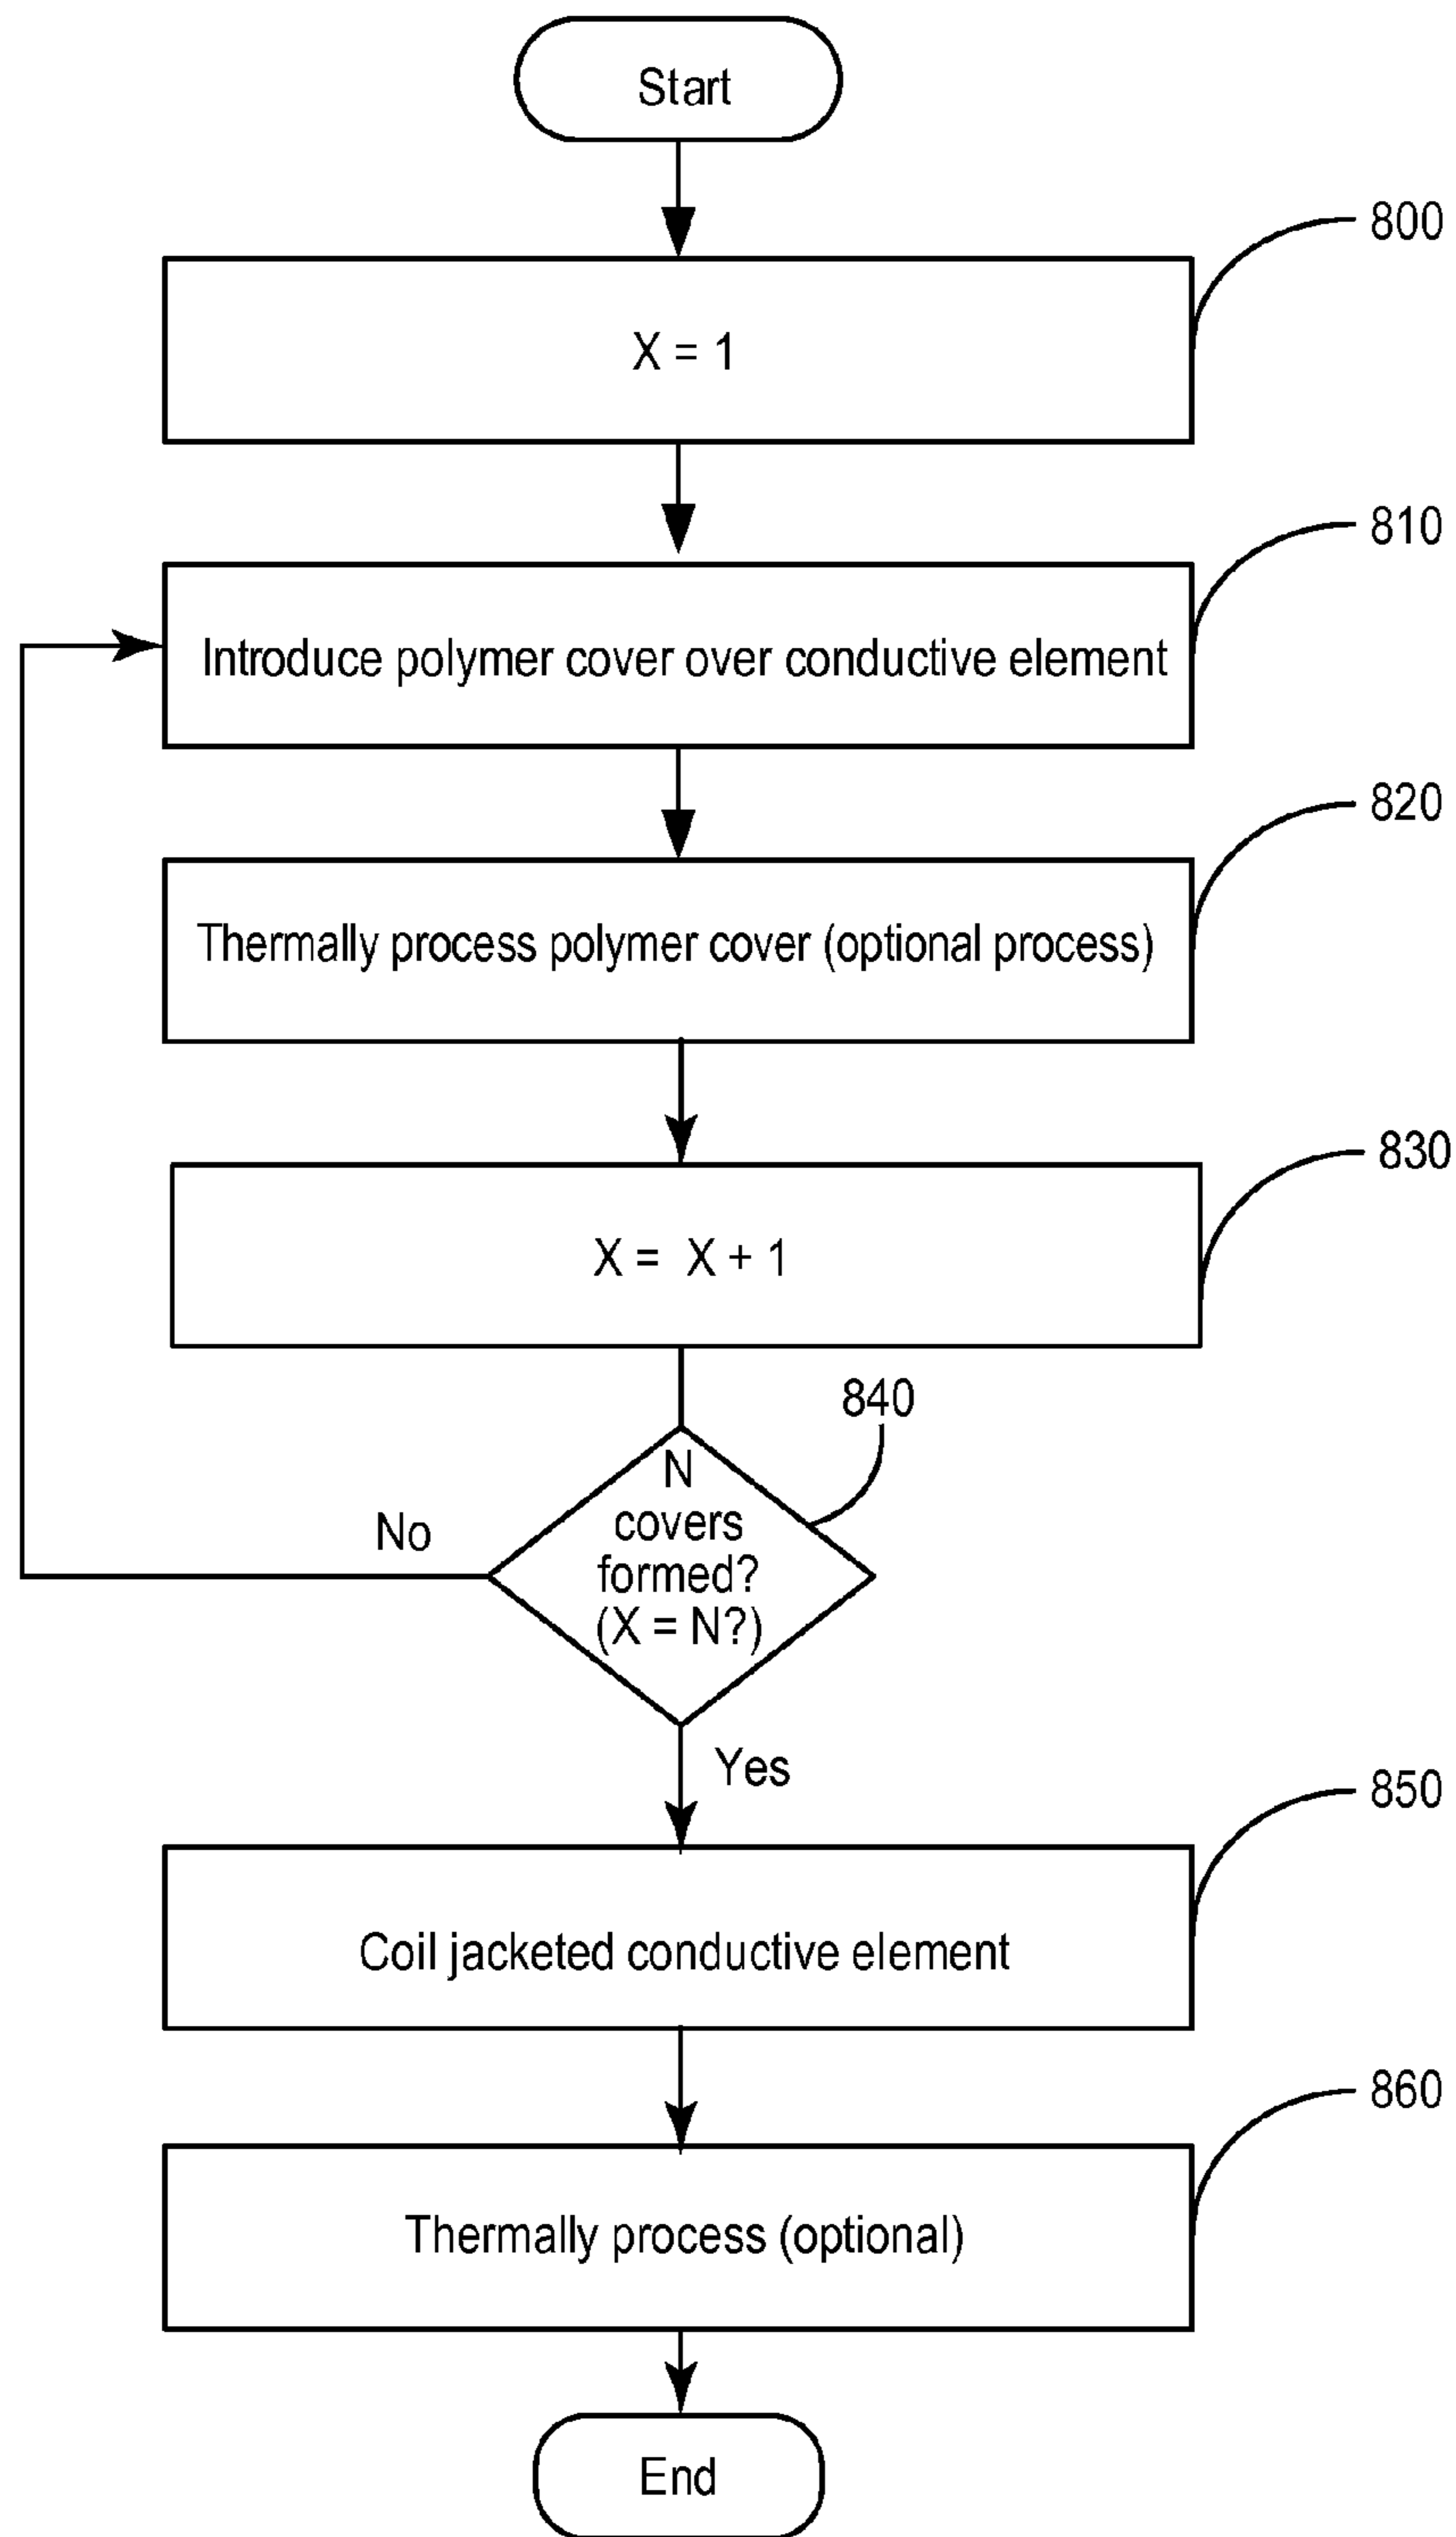 Start
800
X = 1
810
Introduce polymer cover over conductive element
820
Thermally process polymer cover (optional process)
830
X = X + 1
840
N
covers
formed?
(X = N?)
No
Yes
850
Coil jacketed conductive element
860
Thermally process (optional)
End